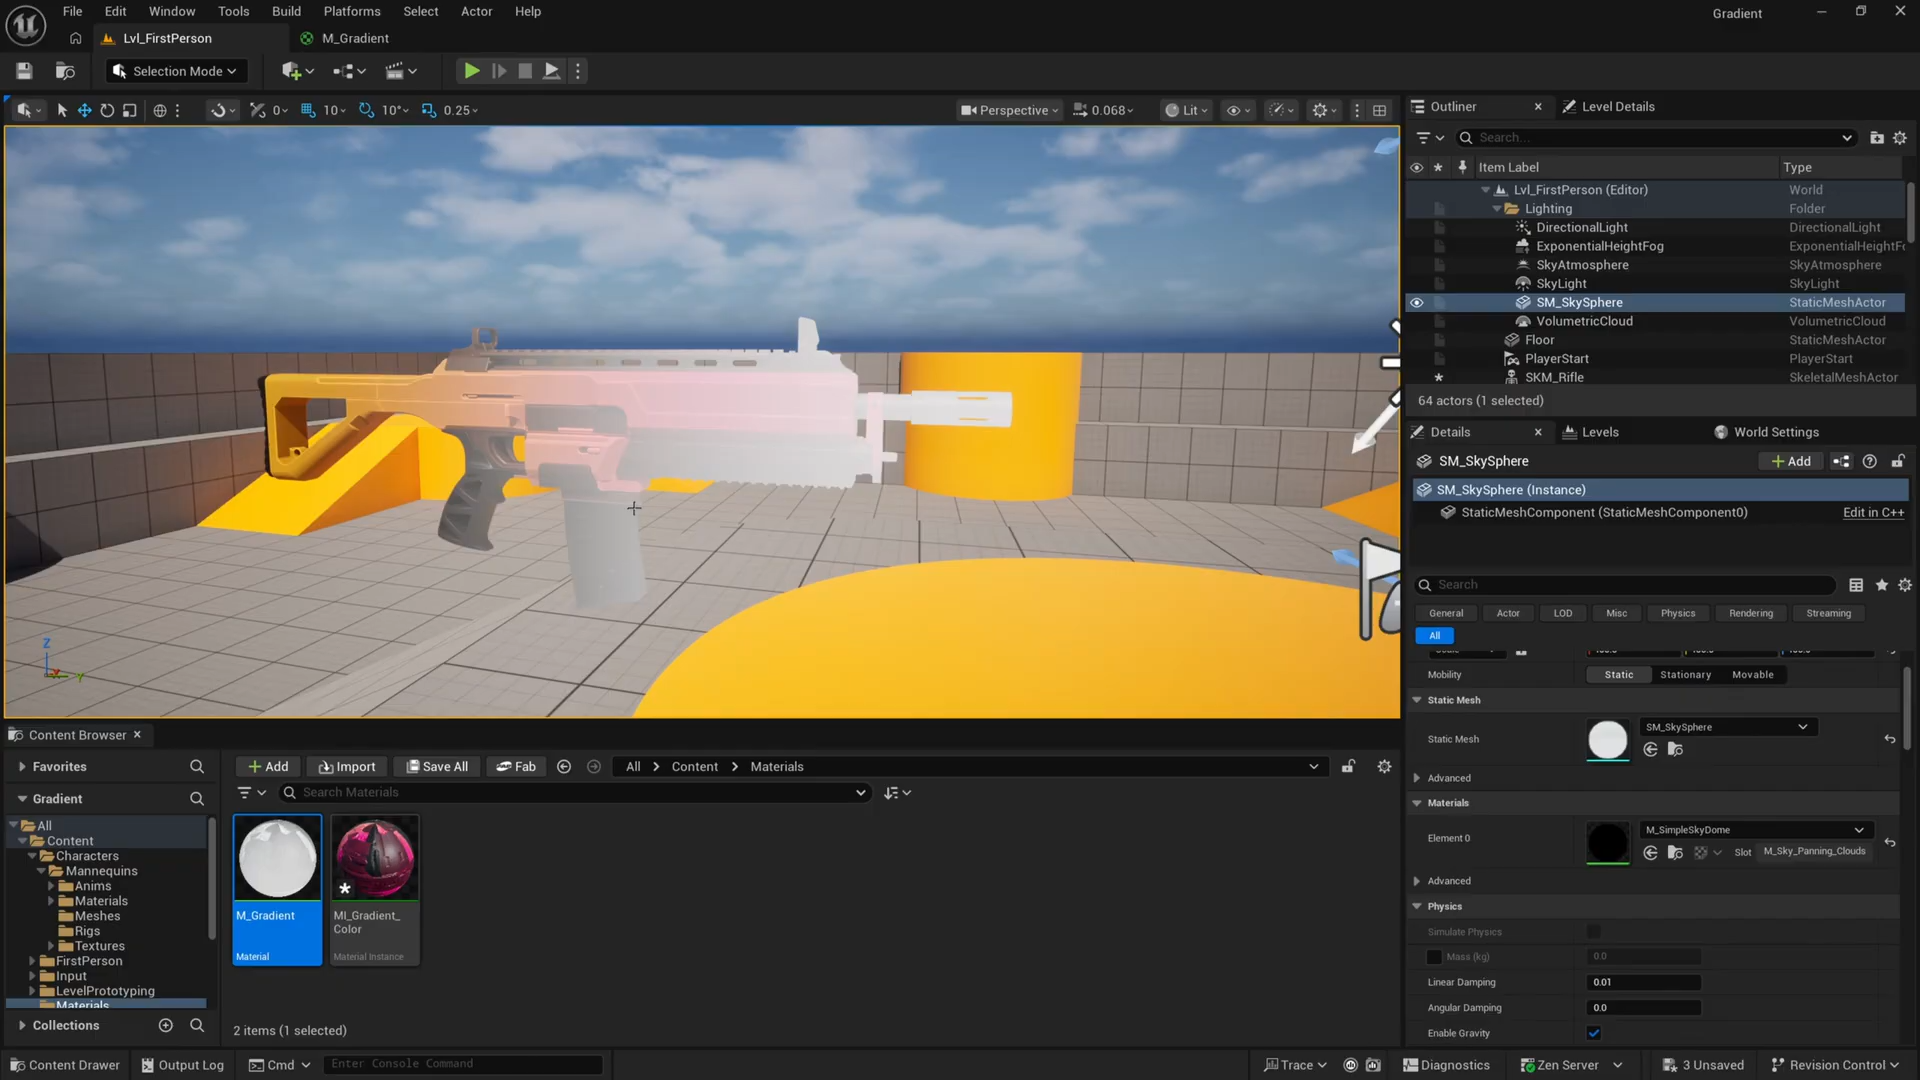 File Edit Window Tools Build Platforms Select Actor Help
Gradient
Lvl_FirstPerson M_Gradient
Selection Mode
0 10 10° 0.25
Perspective 0.068 Lit
Z
Y
Outliner Level Details
Search...
Item Label Type
Lvl_FirstPerson (Editor) World
Lighting Folder
DirectionalLight DirectionalLight
ExponentialHeightFog ExponentialHeightFo
SkyAtmosphere SkyAtmosphere
SkyLight SkyLight
SM_SkySphere StaticMeshActor
VolumetricCloud VolumetricCloud
Floor StaticMeshActor
PlayerStart PlayerStart
SKM_Rifle SkeletalMeshActor
64 actors (1 selected)
Details Levels World Settings
SM_SkySphere Add
SM_SkySphere (Instance)
StaticMeshComponent (StaticMeshComponent0) Edit in C++
Search
General Actor LOD Misc Physics Rendering Streaming
All
Mobility Static Stationary Movable
Static Mesh
Static Mesh SM_SkySphere
Advanced
Materials
Element 0 M_SimpleSkyDome
Slot M_Sky_Panning_Clouds
Advanced
Physics
Simulate Physics
Mass (kg) 0.0
Linear Damping 0.01
Angular Damping 0.0
Enable Gravity
Content Browser
Favorites
Gradient
All
Content
Characters
Mannequins
Anims
Materials
Meshes
Rigs
Textures
FirstPerson
Input
LevelPrototyping
Materials
Collections
Add Import Save All Fab All Content Materials
Search Materials
M_Gradient
Material
MI_Gradient_
Color
Material Instance
2 items (1 selected)
Content Drawer Output Log Cmd Enter Console Command
Trace Diagnostics Zen Server 3 Unsaved Revision Control